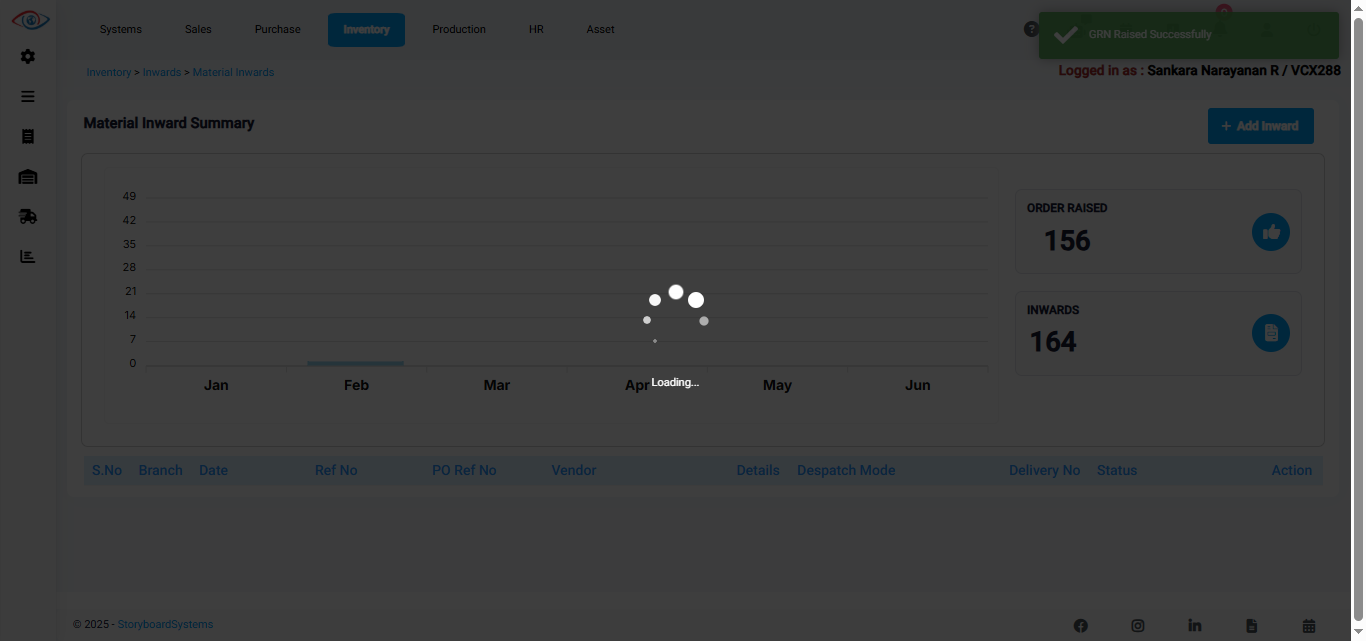 Systems Sales Purchase Inventory Production HR Asset
GRN Raised Successfully
Inventory > Inwards > Material Inwards
Logged in as : Sankara Narayanan R / VCX288
Material Inward Summary
+ Add Inward
49
42
35
28
21
14
7
0
Jan Feb Mar Apr May Jun
ORDER RAISED
156
INWARDS
164
Loading...
S.No Branch Date Ref No PO Ref No Vendor Details Despatch Mode Delivery No Status Action
© 2025 - StoryboardSystems